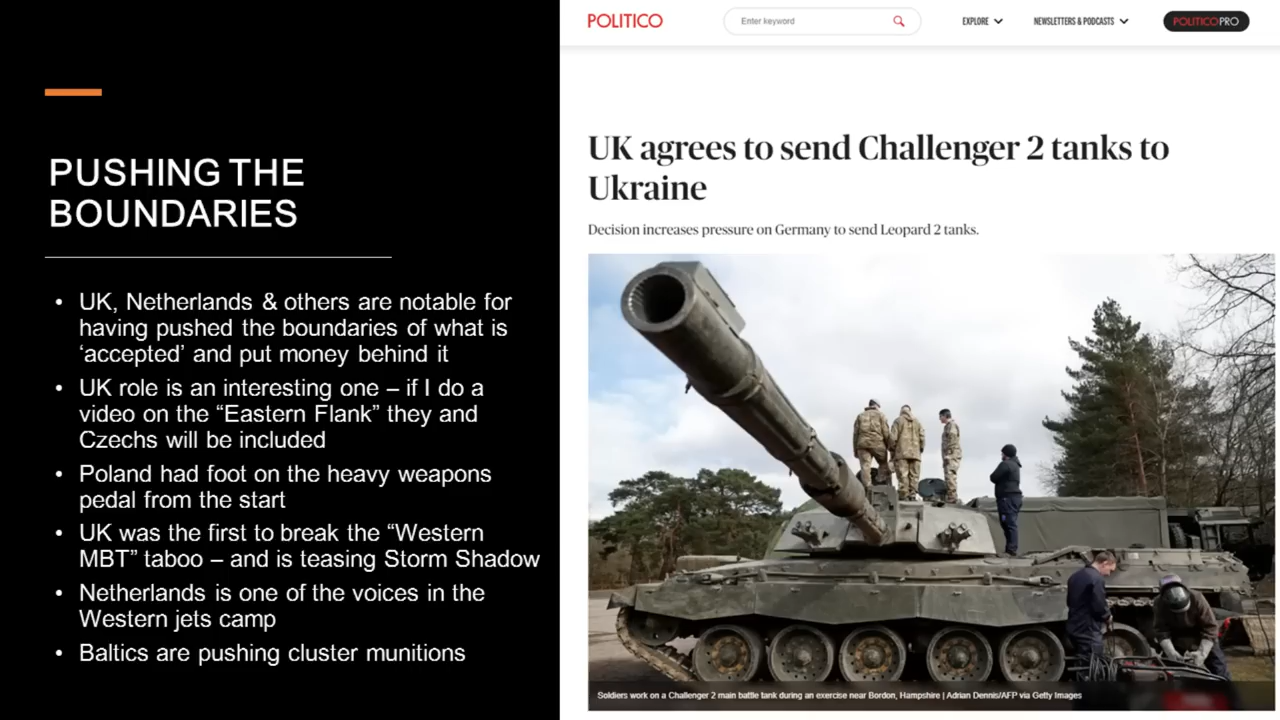 PUSHING THE
BOUNDARIES
• UK, Netherlands & others are notable for
having pushed the boundaries of what is
‘accepted’ and put money behind it
• UK role is an interesting one – if I do a
video on the “Eastern Flank” they and
Czechs will be included
• Poland had foot on the heavy weapons
pedal from the start
• UK was the first to break the “Western
MBT” taboo – and is teasing Storm Shadow
• Netherlands is one of the voices in the
Western jets camp
• Baltics are pushing cluster munitions
POLITICO
Enter keyword
EXPLORE
NEWSLETTERS & PODCASTS
POLITICOPRO
UK agrees to send Challenger 2 tanks to
Ukraine
Decision increases pressure on Germany to send Leopard 2 tanks.
Soldiers work on a Challenger 2 main battle tank during an exercise near Bordon, Hampshire | Adrian Dennis/AFP via Getty Images